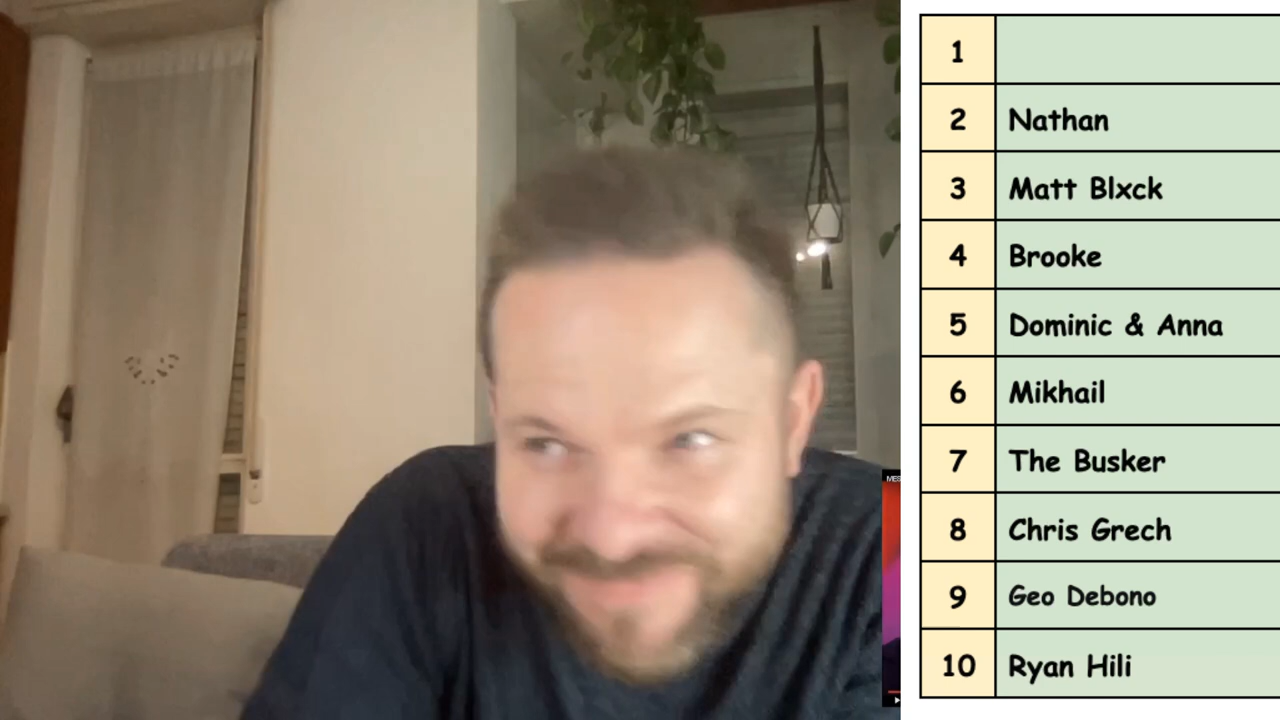 1
2 Nathan
3 Matt Blxck
4 Brooke
5 Dominic & Anna
6 Mikhail
7 The Busker
8 Chris Grech
9 Geo Debono
10 Ryan Hili